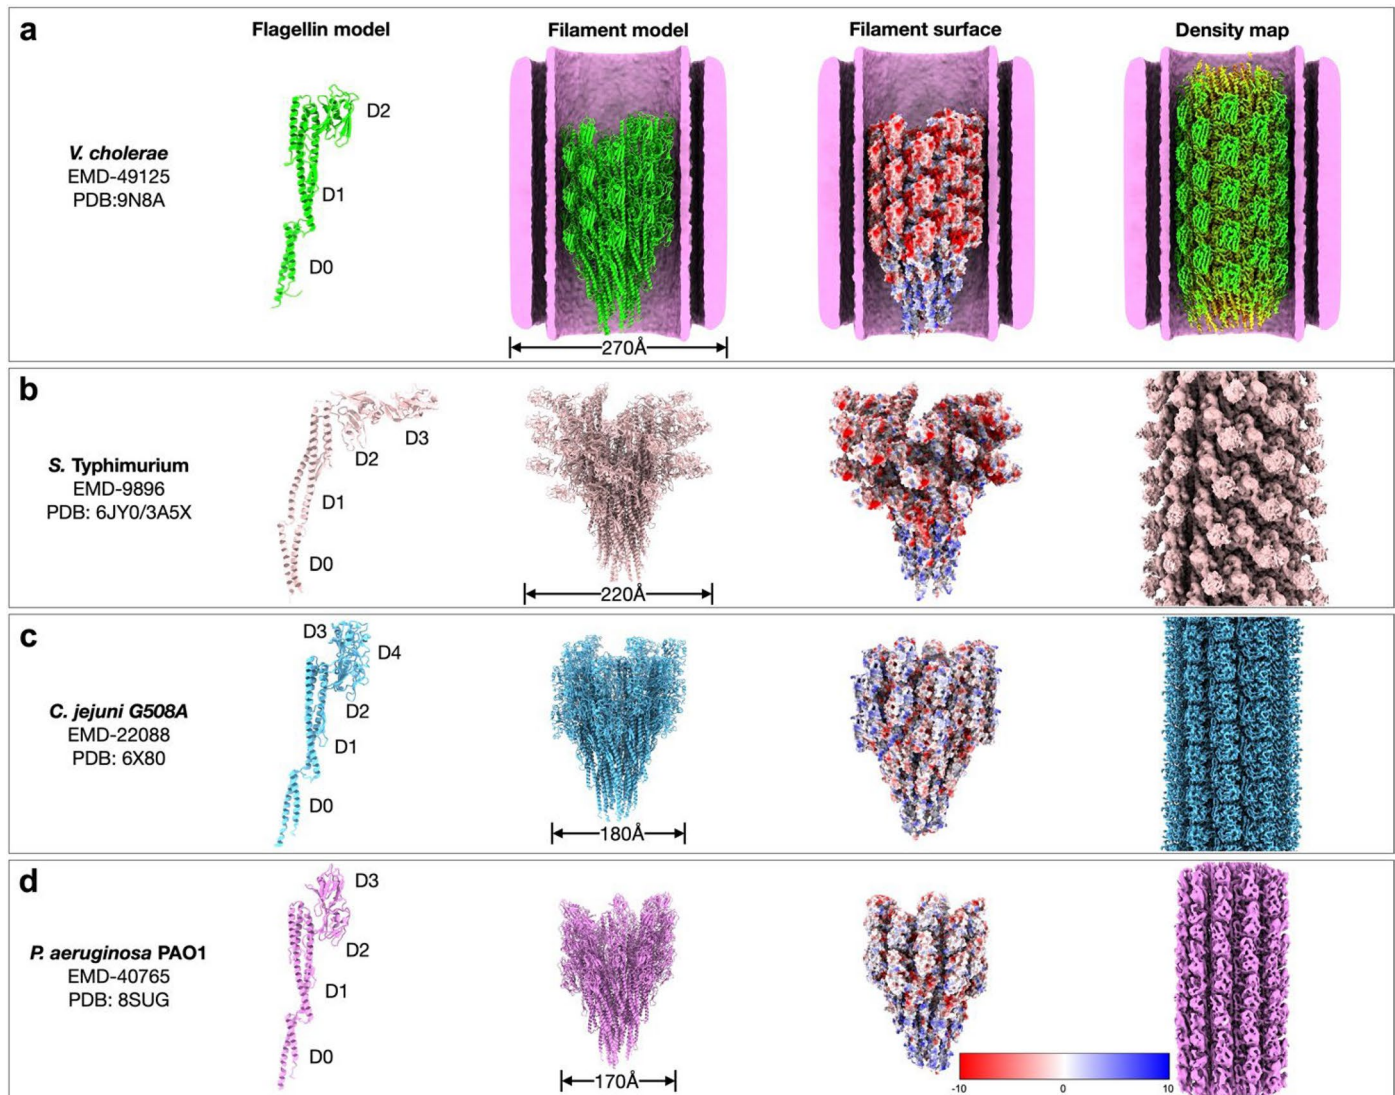 a
Flagellin model
Filament model
Filament surface
Density map
V. cholerae
EMD-49125
PDB:9N8A
D2
D1
D0
270Å
b
S. Typhimurium
EMD-9896
PDB: 6JY0/3A5X
D3
D2
D1
D0
220Å
c
C. jejuni G508A
EMD-22088
PDB: 6X80
D3
D4
D2
D1
D0
180Å
d
P. aeruginosa PAO1
EMD-40765
PDB: 8SUG
D3
D2
D1
D0
170Å
-10
0
10